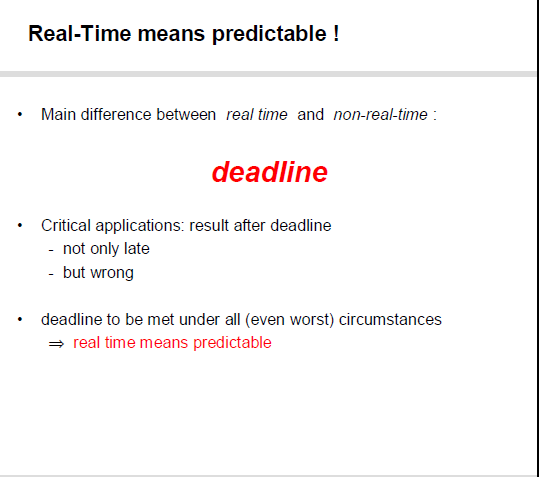 Real-Time means predictable !
• Main difference between real time and non-real-time :
deadline
• Critical applications: result after deadline
- not only late
- but wrong
• deadline to be met under all (even worst) circumstances
⇒ real time means predictable